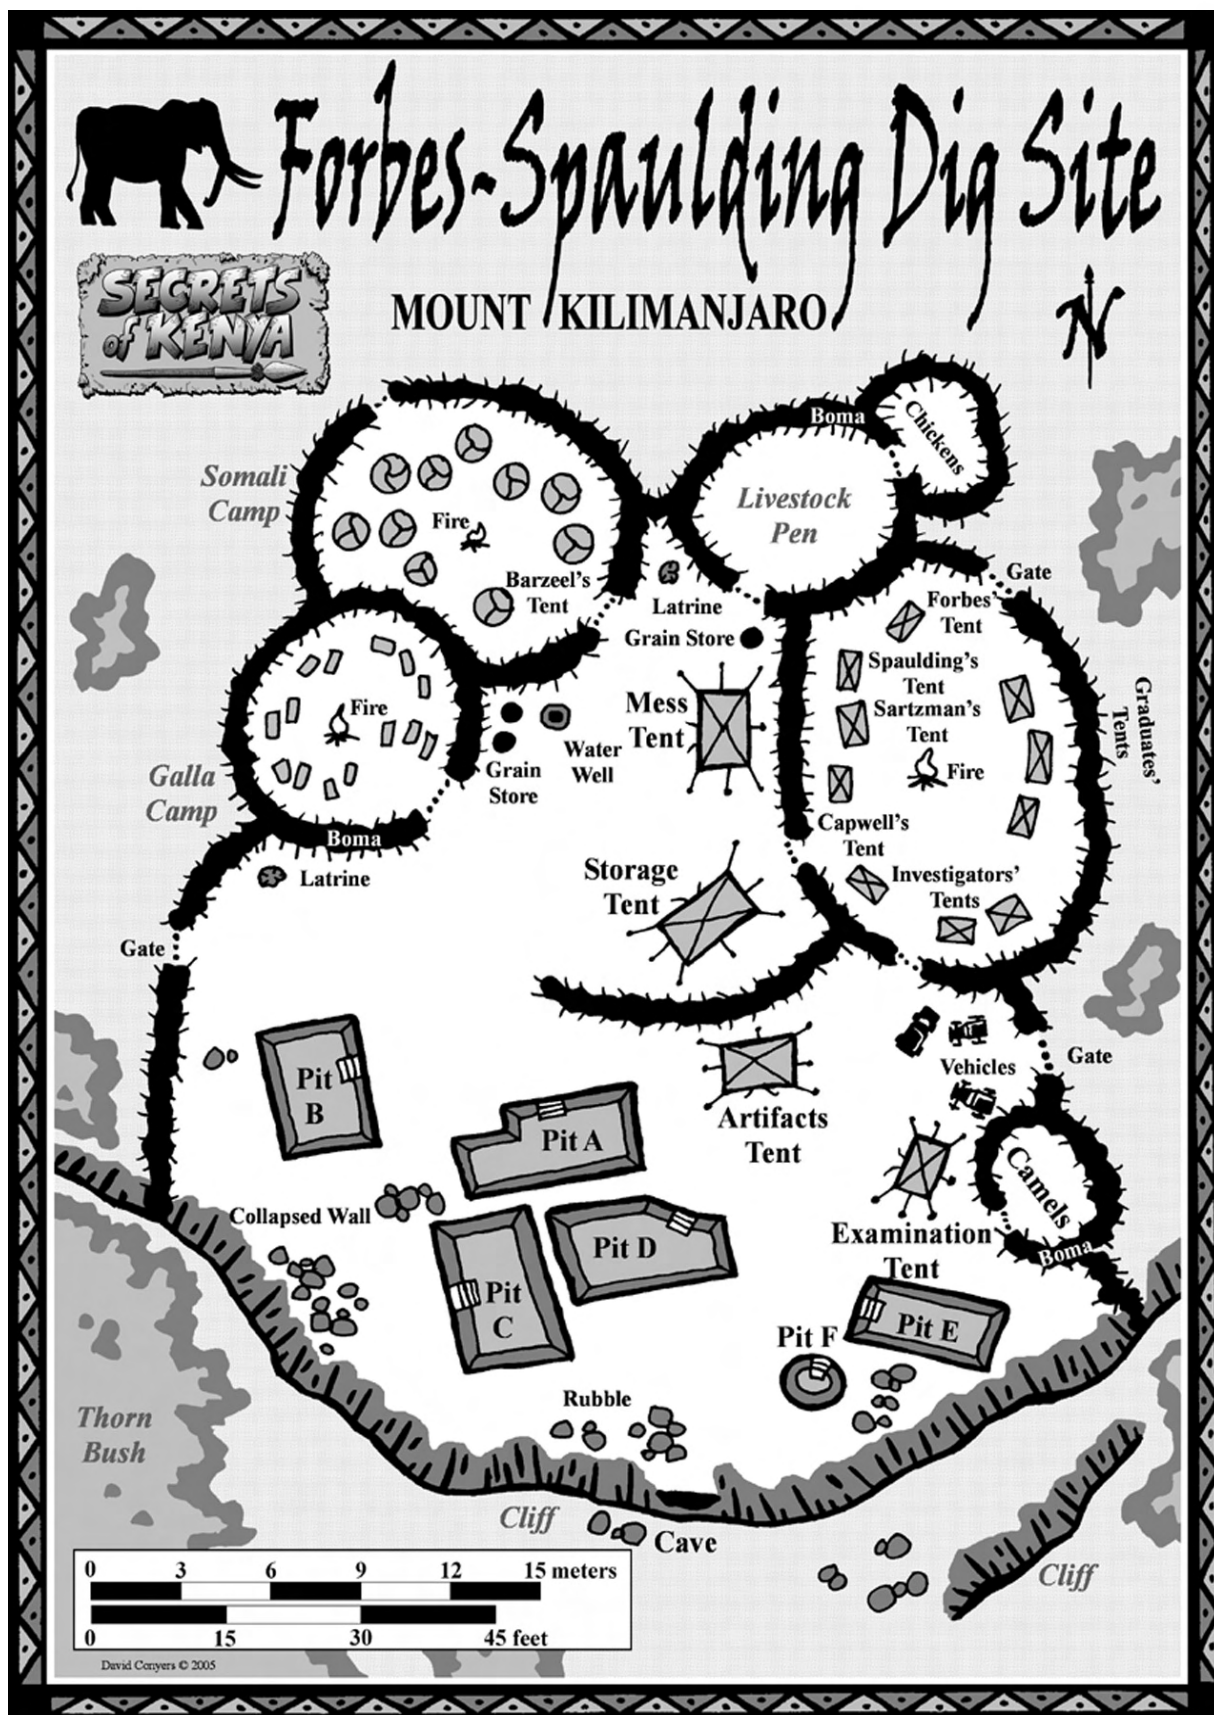 Forbes-Spaulding Dig Site
SECRETS
of KENYA
MOUNT KILIMANJARO
N
Boma
Chickens
Somali
Camp
Livestock
Pen
Fire
Barzeel's
Tent
Latrine
Grain Store
Gate
Forbes'
Tent
Spaulding's
Tent
Sartzman's
Tent
Graduates'
Tents
Mess
Tent
Fire
Water
Well
Grain
Store
Fire
Galla
Camp
Boma
Capwell's
Tent
Latrine
Storage
Tent
Investigators'
Tents
Gate
Vehicles
Gate
Pit
B
Pit A
Artifacts
Tent
Camels
Collapsed Wall
Pit D
Examination
Tent
Boma
Pit
C
Pit F
Pit E
Rubble
Thorn
Bush
Cliff
Cave
Cliff
0 3 6 9 12 15 meters
0 15 30 45 feet
David Conyers © 2005